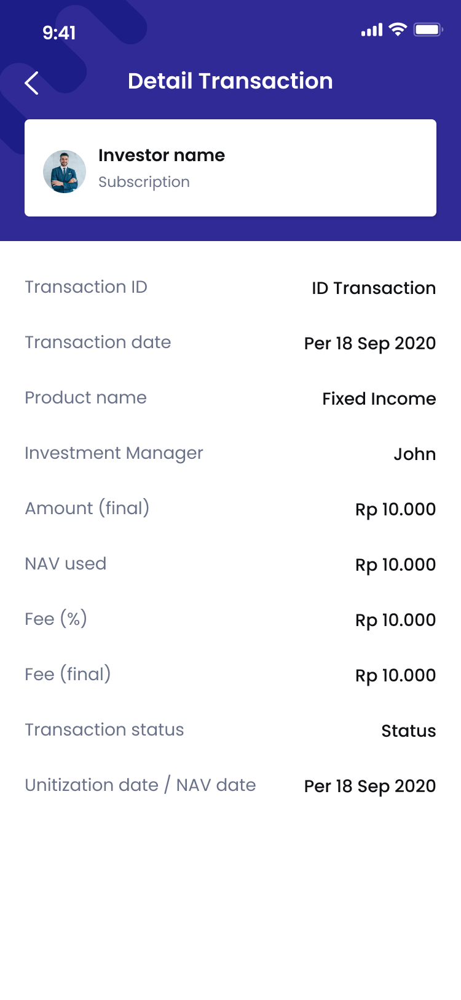 9:41
Detail Transaction
Investor name
Subscription
Transaction ID ID Transaction
Transaction date Per 18 Sep 2020
Product name Fixed Income
Investment Manager John
Amount (final) Rp 10.000
NAV used Rp 10.000
Fee (%) Rp 10.000
Fee (final) Rp 10.000
Transaction status Status
Unitization date / NAV date Per 18 Sep 2020